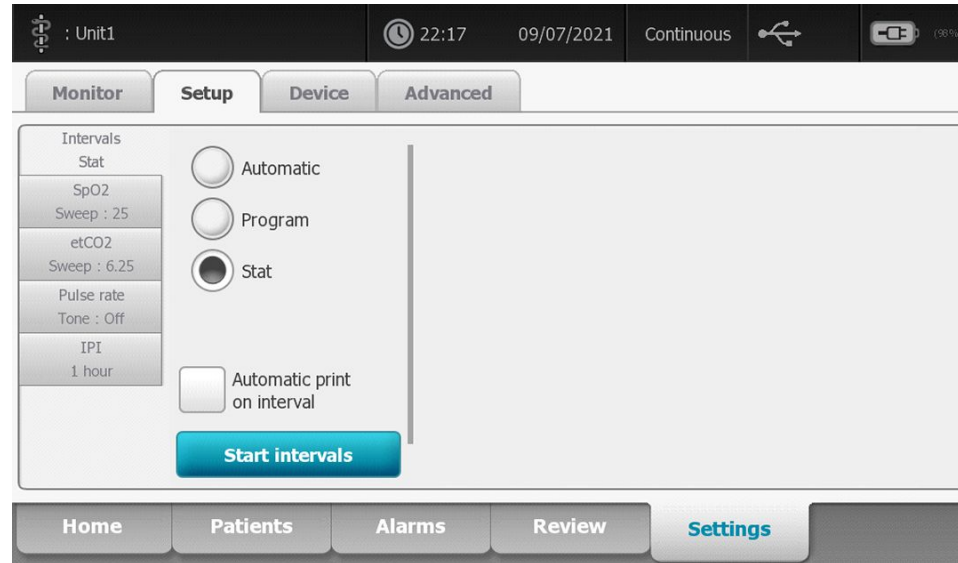 : Unit1
22:17
09/07/2021
Continuous
(98%
Monitor
Setup
Device
Advanced
Intervals
Stat
SpO2
Sweep : 25
etCO2
Sweep : 6.25
Pulse rate
Tone : Off
IPI
1 hour
Automatic
Program
Stat
Automatic print
on interval
Start intervals
Home
Patients
Alarms
Review
Settings